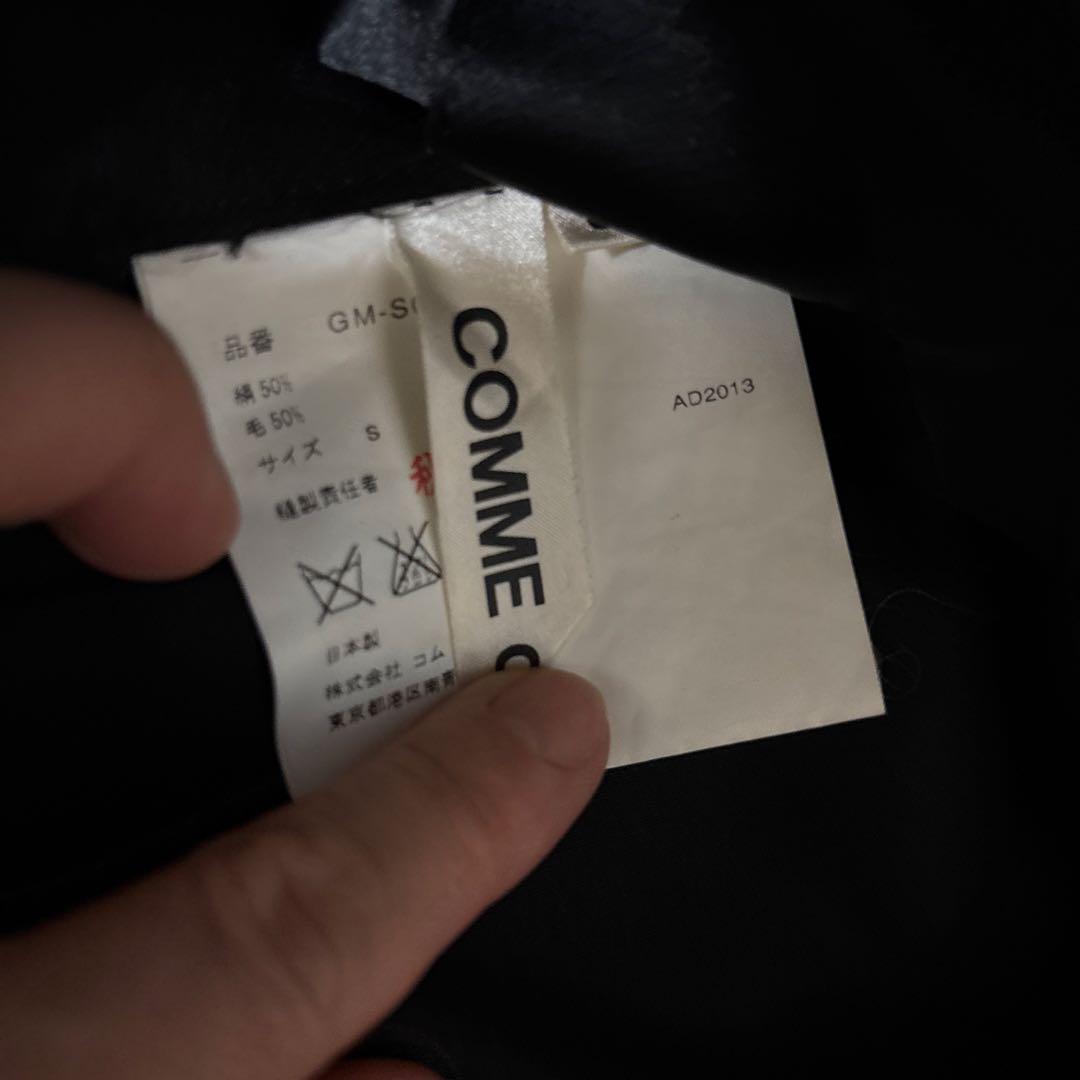 品番 GM-S
絹 50%
毛 50%
サイズ S
縫製責任者
日本製
株式会社 コム
東京都港区南青
COMME
AD2013